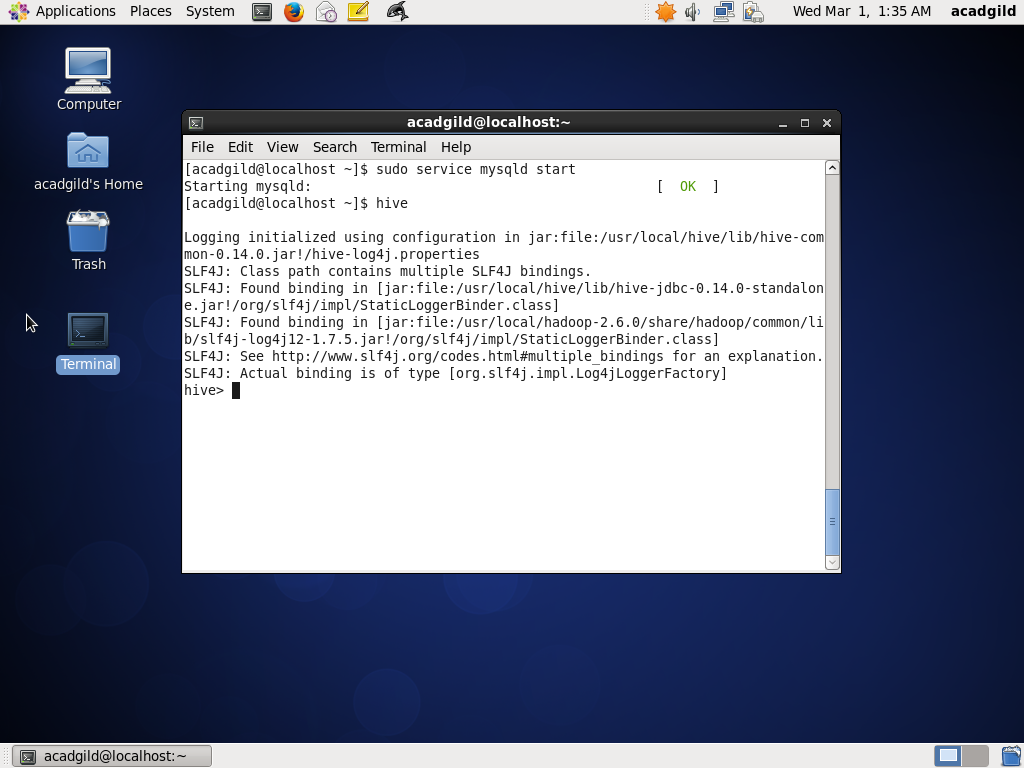 Applications Places System
Wed Mar 1, 1:35 AM acadgild
Computer
acadgild's Home
Trash
Terminal
acadgild@localhost:~
File Edit View Search Terminal Help
[acadgild@localhost ~]$ sudo service mysqld start
Starting mysqld: [ OK ]
[acadgild@localhost ~]$ hive
Logging initialized using configuration in jar:file:/usr/local/hive/lib/hive-com
mon-0.14.0.jar!/hive-log4j.properties
SLF4J: Class path contains multiple SLF4J bindings.
SLF4J: Found binding in [jar:file:/usr/local/hive/lib/hive-jdbc-0.14.0-standalon
e.jar!/org/slf4j/impl/StaticLoggerBinder.class]
SLF4J: Found binding in [jar:file:/usr/local/hadoop-2.6.0/share/hadoop/common/li
b/slf4j-log4j12-1.7.5.jar!/org/slf4j/impl/StaticLoggerBinder.class]
SLF4J: See http://www.slf4j.org/codes.html#multiple_bindings for an explanation.
SLF4J: Actual binding is of type [org.slf4j.impl.Log4jLoggerFactory]
hive>
acadgild@localhost:~